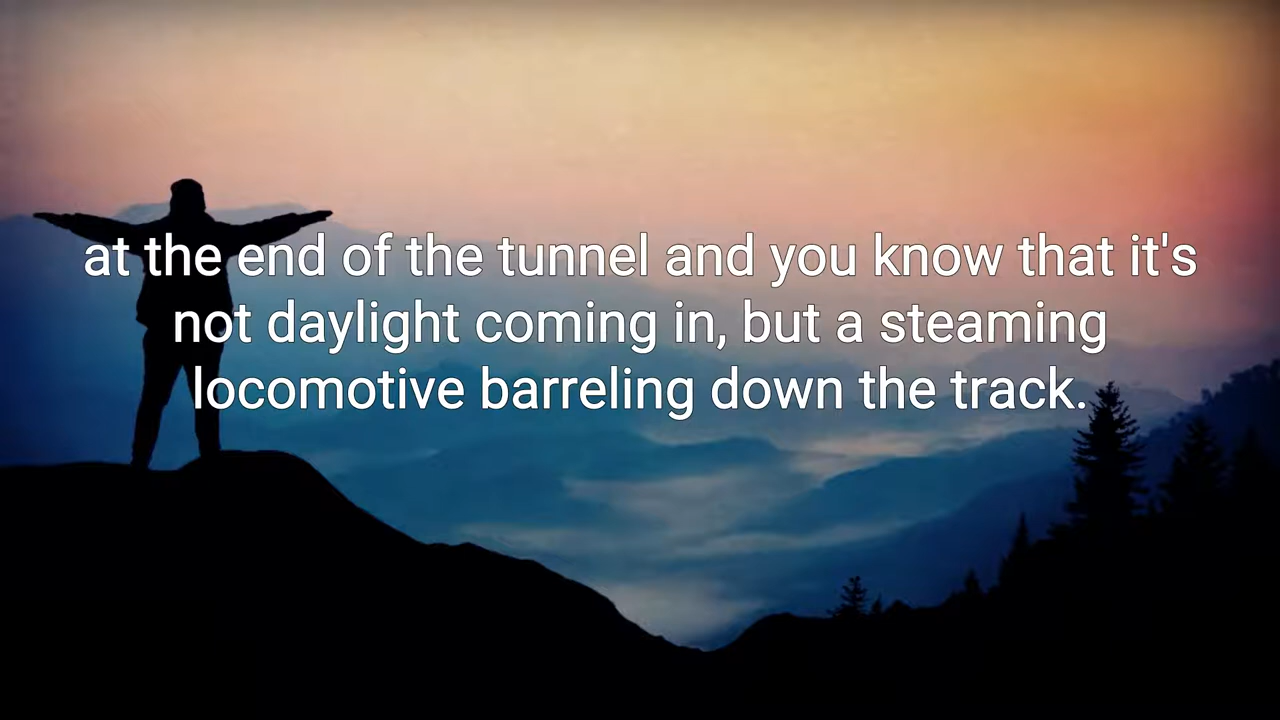 at the end of the tunnel and you know that it's
not daylight coming in, but a steaming
locomotive barreling down the track.